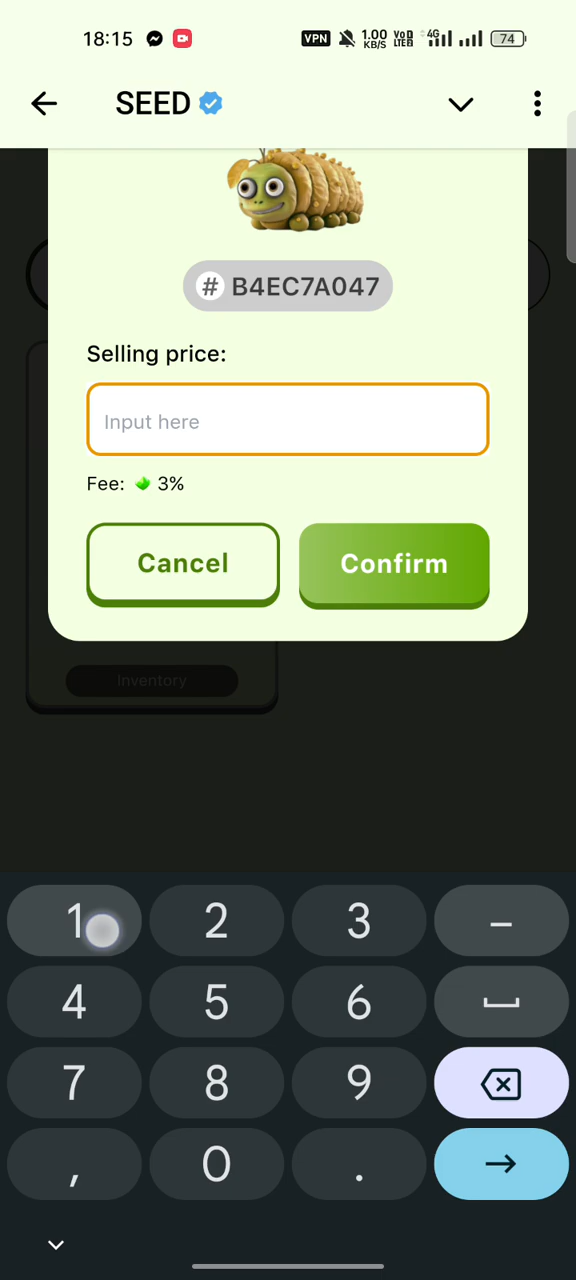 18:15 VPN 1.00 KB/S VoD LTED 4G 74
SEED
# B4EC7A047
Selling price:
Input here
Fee: 3%
Cancel Confirm
Inventory
1 2 3 –
4 5 6
7 8 9
, 0 .